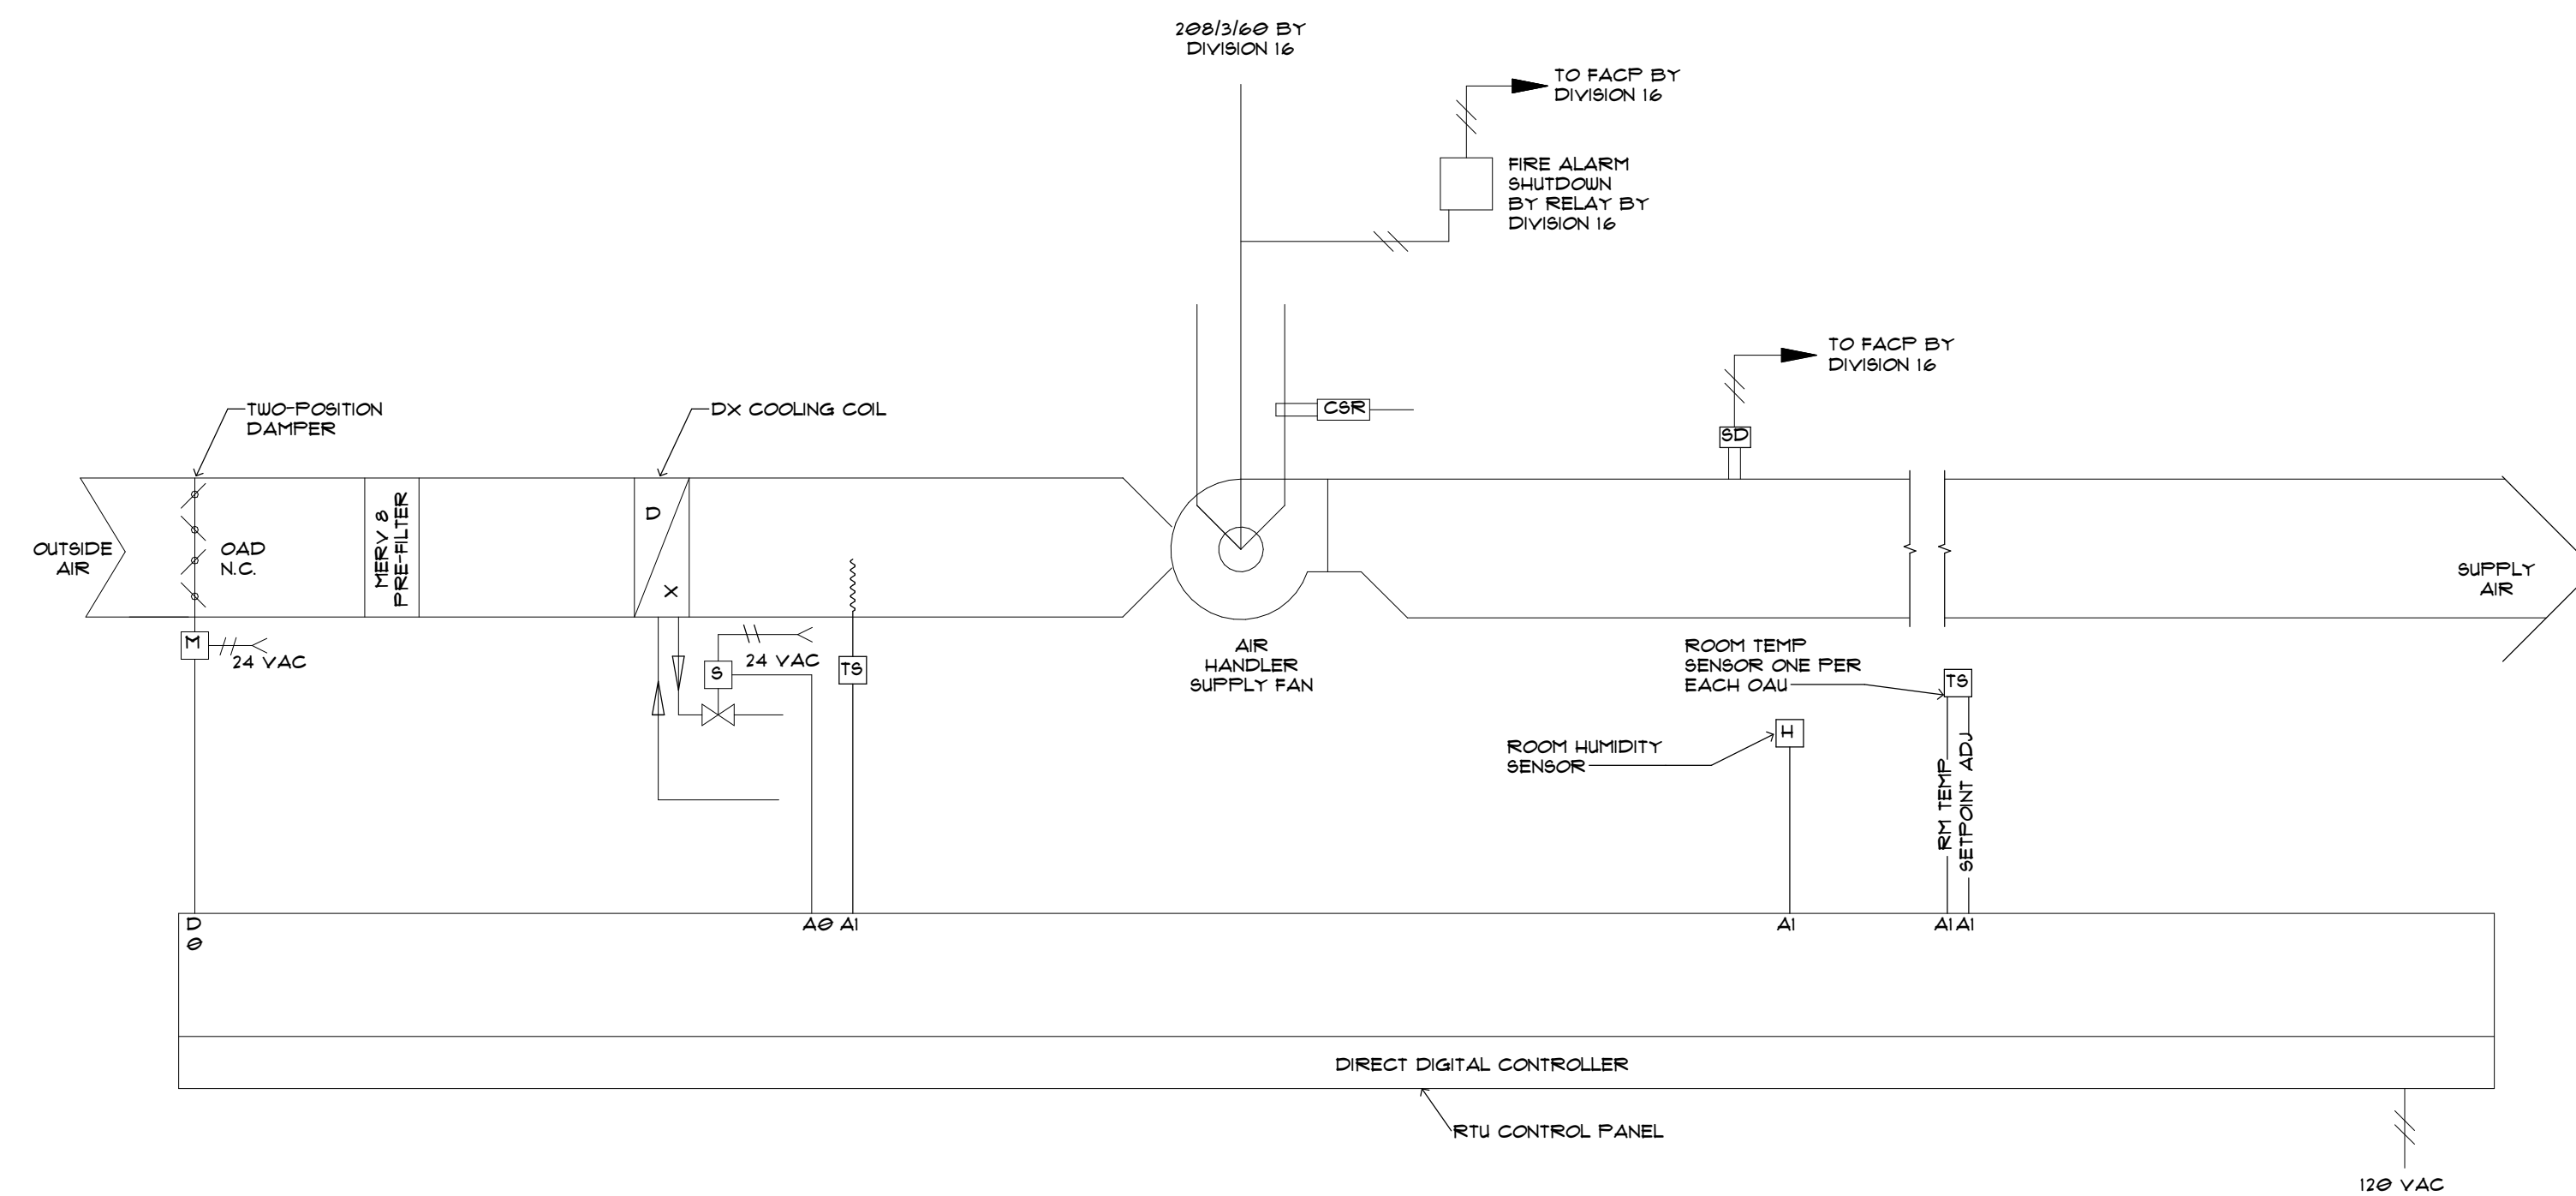 208/3/60 BY
DIVISION 16
TO FACP BY
DIVISION 16
FIRE ALARM
SHUTDOWN
BY RELAY BY
DIVISION 16
TO FACP BY
DIVISION 16
TWO-POSITION
DAMPER
DX COOLING COIL
CSR
SD
OUTSIDE
AIR
OAD
N.C.
MERV 8
PRE-FILTER
D
X
SUPPLY
AIR
M
24 VAC
S
24 VAC
TS
AIR
HANDLER
SUPPLY FAN
ROOM TEMP
SENSOR ONE PER
EACH OAU
TS
H
ROOM HUMIDITY
SENSOR
RM TEMP
SETPOINT ADJ
D
O
AO AI
AI
AI AI
DIRECT DIGITAL CONTROLLER
RTU CONTROL PANEL
120 VAC